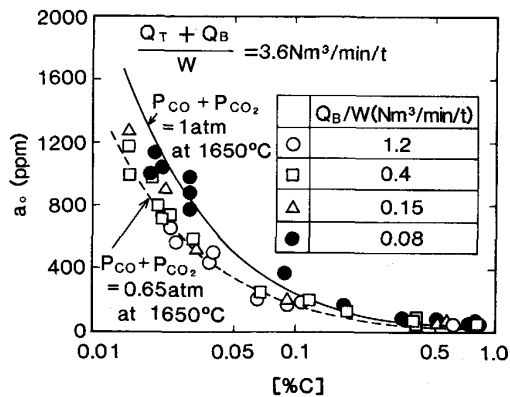 2000
1600
1200
800
400
0
aₒ (ppm)
Q_T + Q_B
W
=3.6Nm³/min/t
P_CO + P_CO₂
= 1atm
at 1650°C
Q_B/W(Nm³/min/t)
○ 1.2
□ 0.4
△ 0.15
● 0.08
P_CO + P_CO₂
= 0.65atm
at 1650°C
0.01 0.05 0.1 0.5 1.0
[%C]